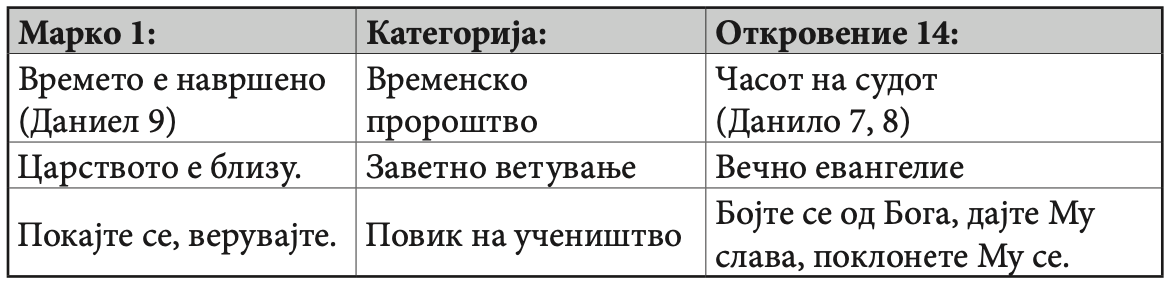 Марко 1: Категорија: Откровение 14:
Времето е навршено Временско Часот на судот
(Даниел 9) пророштво (Данило 7, 8)
Царството е близу. Заветно ветување Вечно евангелие
Бојте се од Бога, дајте Му
Покајте се, верувајте. Повик на учеништво
слава, поклонете Му се.